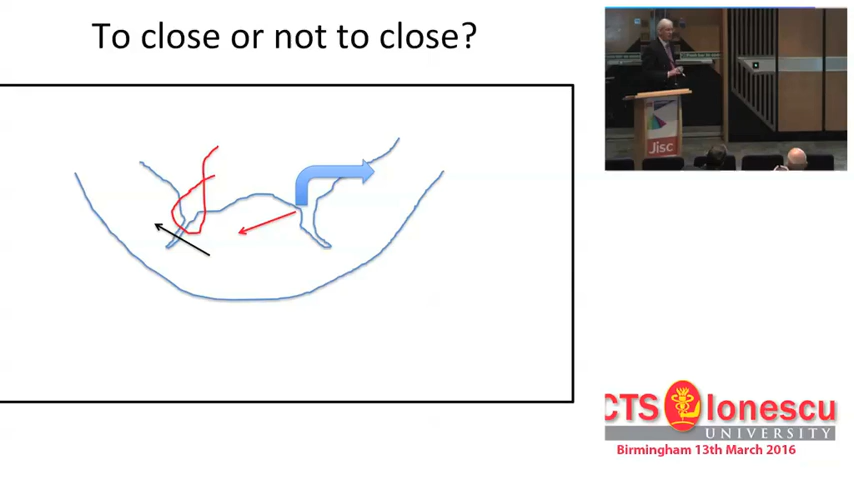 To close or not to close?
Jisc
CTS Ionescu
UNIVERSITY
Birmingham 13th March 2016